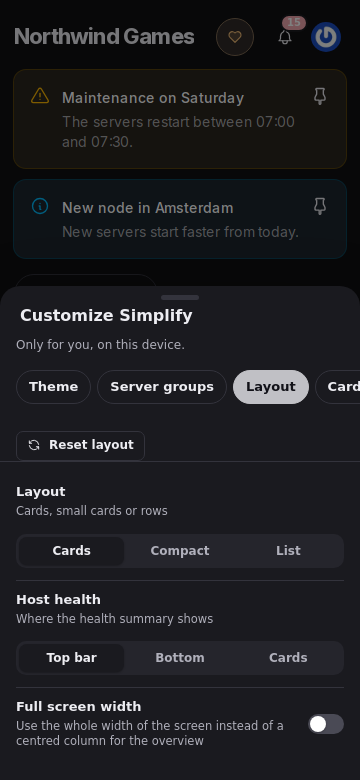 Northwind Games
15
Maintenance on Saturday
The servers restart between 07:00
and 07:30.
New node in Amsterdam
New servers start faster from today.
Customize Simplify
Only for you, on this device.
Theme
Server groups
Layout
Card
Reset layout
Layout
Cards, small cards or rows
Cards
Compact
List
Host health
Where the health summary shows
Top bar
Bottom
Cards
Full screen width
Use the whole width of the screen instead of a
centred column for the overview